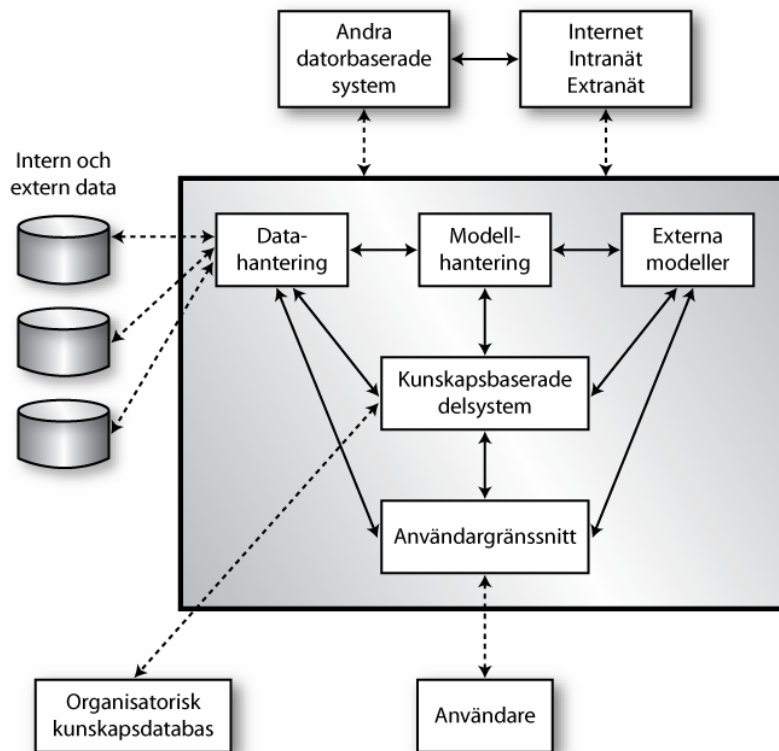 Andra
datorbaserade
system
Internet
Intranät
Extranät
Intern och
extern data
Data-
hantering
Modell-
hantering
Externa
modeller
Kunskapsbaserade
delsystem
Användargränssnitt
Organisatorisk
kunskapsdatabas
Användare